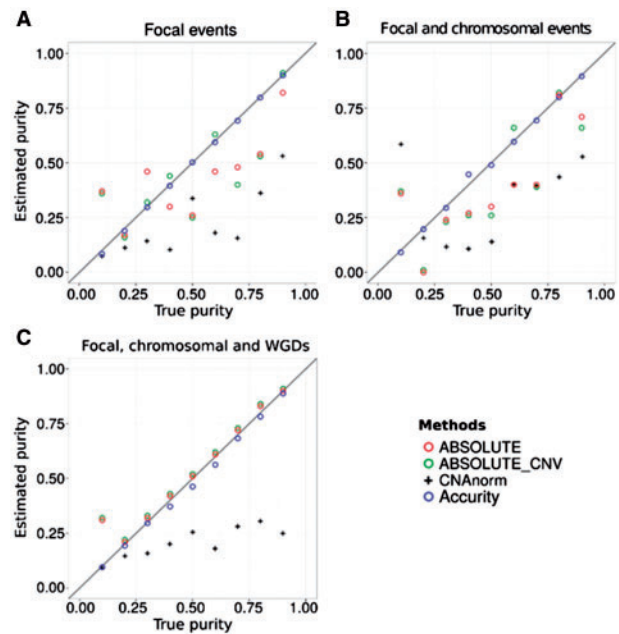 A
Focal events
Estimated purity
1.00
0.75
0.50
0.25
0.00
0.00 0.25 0.50 0.75 1.00
True purity
B
Focal and chromosomal events
Estimated purity
1.00
0.75
0.50
0.25
0.00
0.00 0.25 0.50 0.75 1.00
True purity
C
Focal, chromosomal and WGDs
Estimated purity
1.00
0.75
0.50
0.25
0.00
0.00 0.25 0.50 0.75 1.00
True purity
Methods
ABSOLUTE
ABSOLUTE_CNV
CNAnorm
Accurity